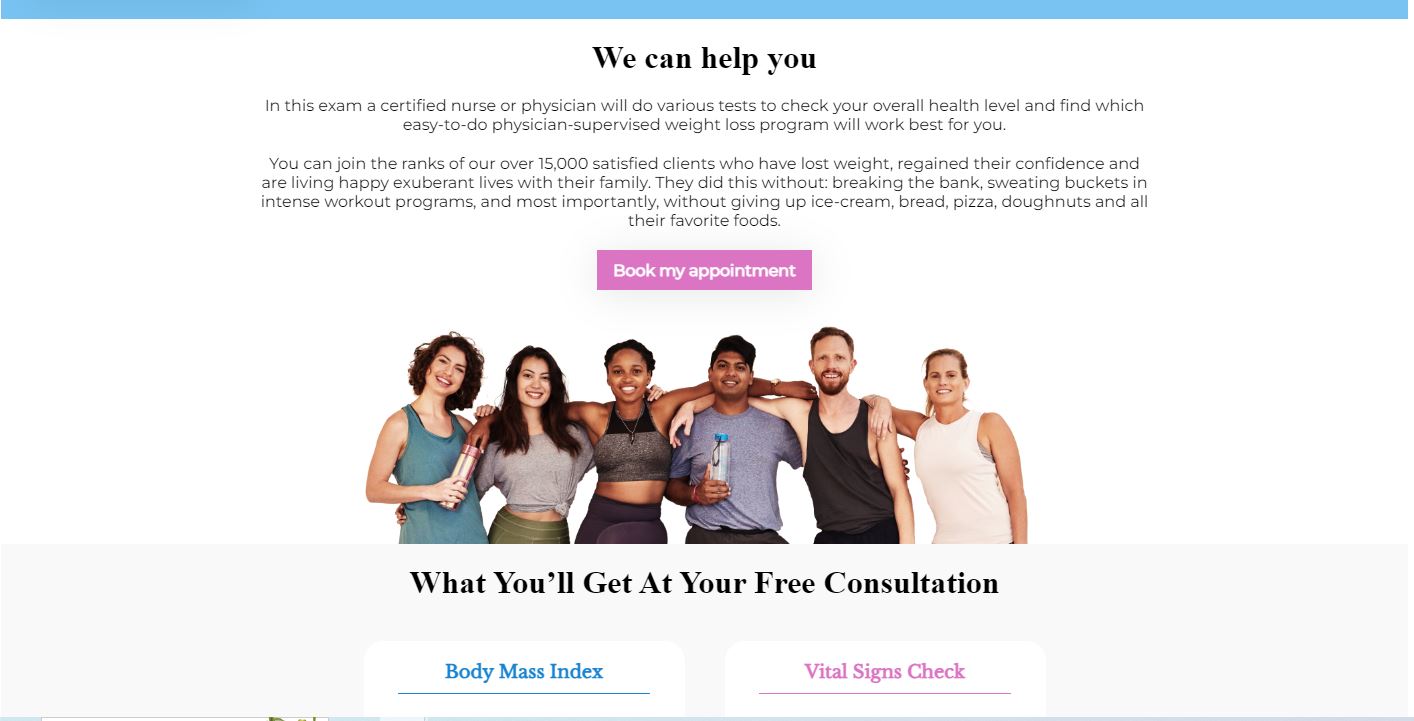 We can help you
In this exam a certified nurse or physician will do various tests to check your overall health level and find which
easy-to-do physician-supervised weight loss program will work best for you.
You can join the ranks of our over 15,000 satisfied clients who have lost weight, regained their confidence and
are living happy exuberant lives with their family. They did this without: breaking the bank, sweating buckets in
intense workout programs, and most importantly, without giving up ice-cream, bread, pizza, doughnuts and all
their favorite foods.
Book my appointment
What You’ll Get At Your Free Consultation
Body Mass Index
Vital Signs Check